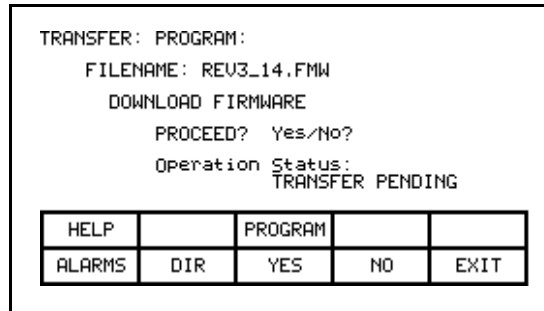 TRANSFER: PROGRAM:
FILENAME: REV3_14.FMW
DOWNLOAD FIRMWARE
PROCEED? Yes/No?
Operation Status:
TRANSFER PENDING
HELP PROGRAM
ALARMS DIR YES NO EXIT